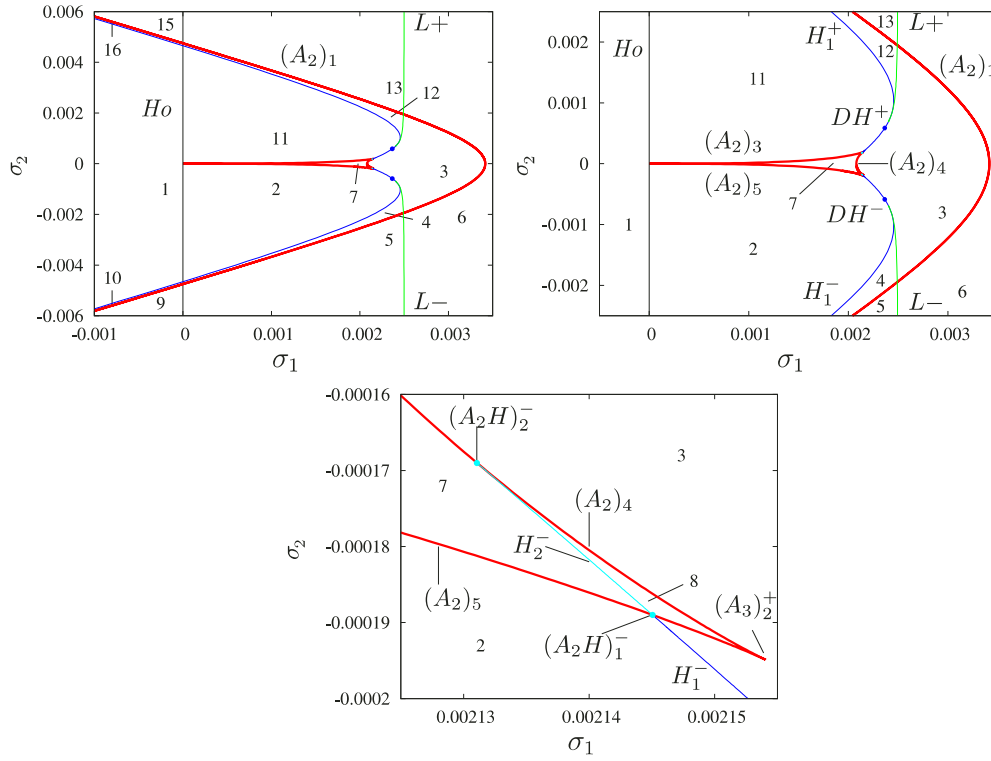 0.006
0.004
0.002
0
-0.002
-0.004
-0.006
σ₂
-0.001
0
0.001
0.002
0.003
σ₁
15
16
(A₂)₁
L+
Ho
13
12
11
1
2
7
3
4
6
5
10
9
L−
0.002
0.001
0
-0.001
-0.002
0
0.001
0.002
0.003
σ₁
Ho
H₁⁺
13
L+
12
(A₂)₁
11
DH⁺
(A₂)₃
(A₂)₄
(A₂)₅
7
DH⁻
3
1
2
4
6
H₁⁻
5
L−
-0.00016
-0.00017
-0.00018
-0.00019
-0.0002
σ₂
0.00213
0.00214
0.00215
σ₁
(A₂H)₂⁻
3
7
(A₂)₄
H₂⁻
8
(A₂)₅
(A₃)₂⁺
2
(A₂H)₁⁻
H₁⁻